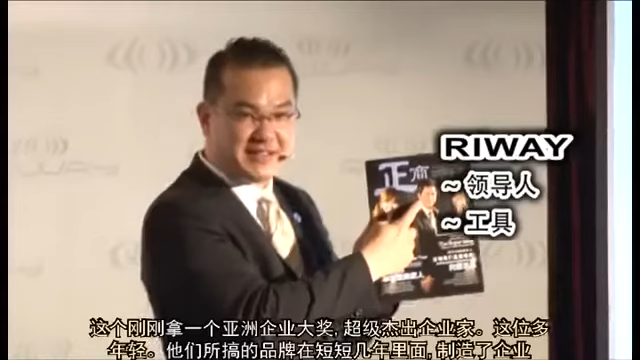 正商
RIWAY
~ 领导人
~ 工具
这个刚刚拿一个亚洲企业大奖, 超级杰出企业家。这位多
年轻。他们所搞的品牌在短短几年里面, 制造了企业